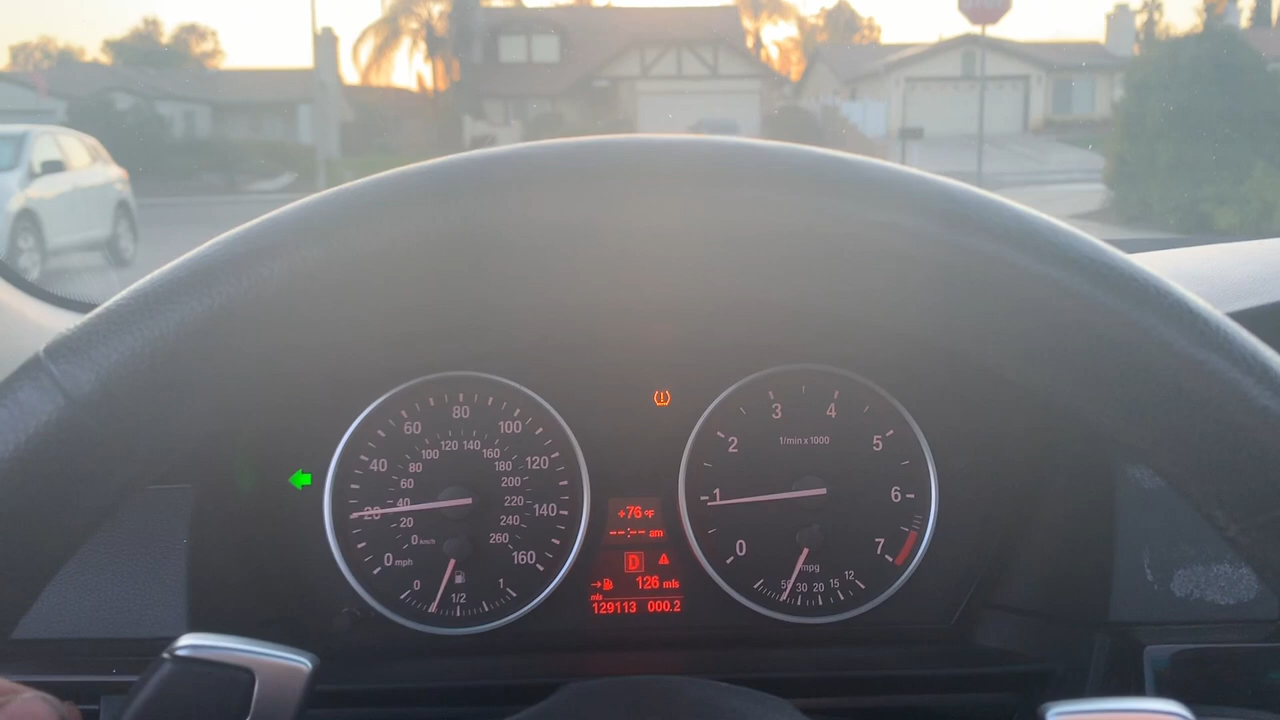 80
60 100
120 140
100 160
40 80 180 120
60 200
20 40 220 140
20 240
0 km/h 260
0 mph 160
0 1/2 1
3 4
1/min x 1000
2 5
1 6
0 7
mpg
30 20 15 12
+76 °F
--:-- am
D
126 mls
mls
129113 000.2